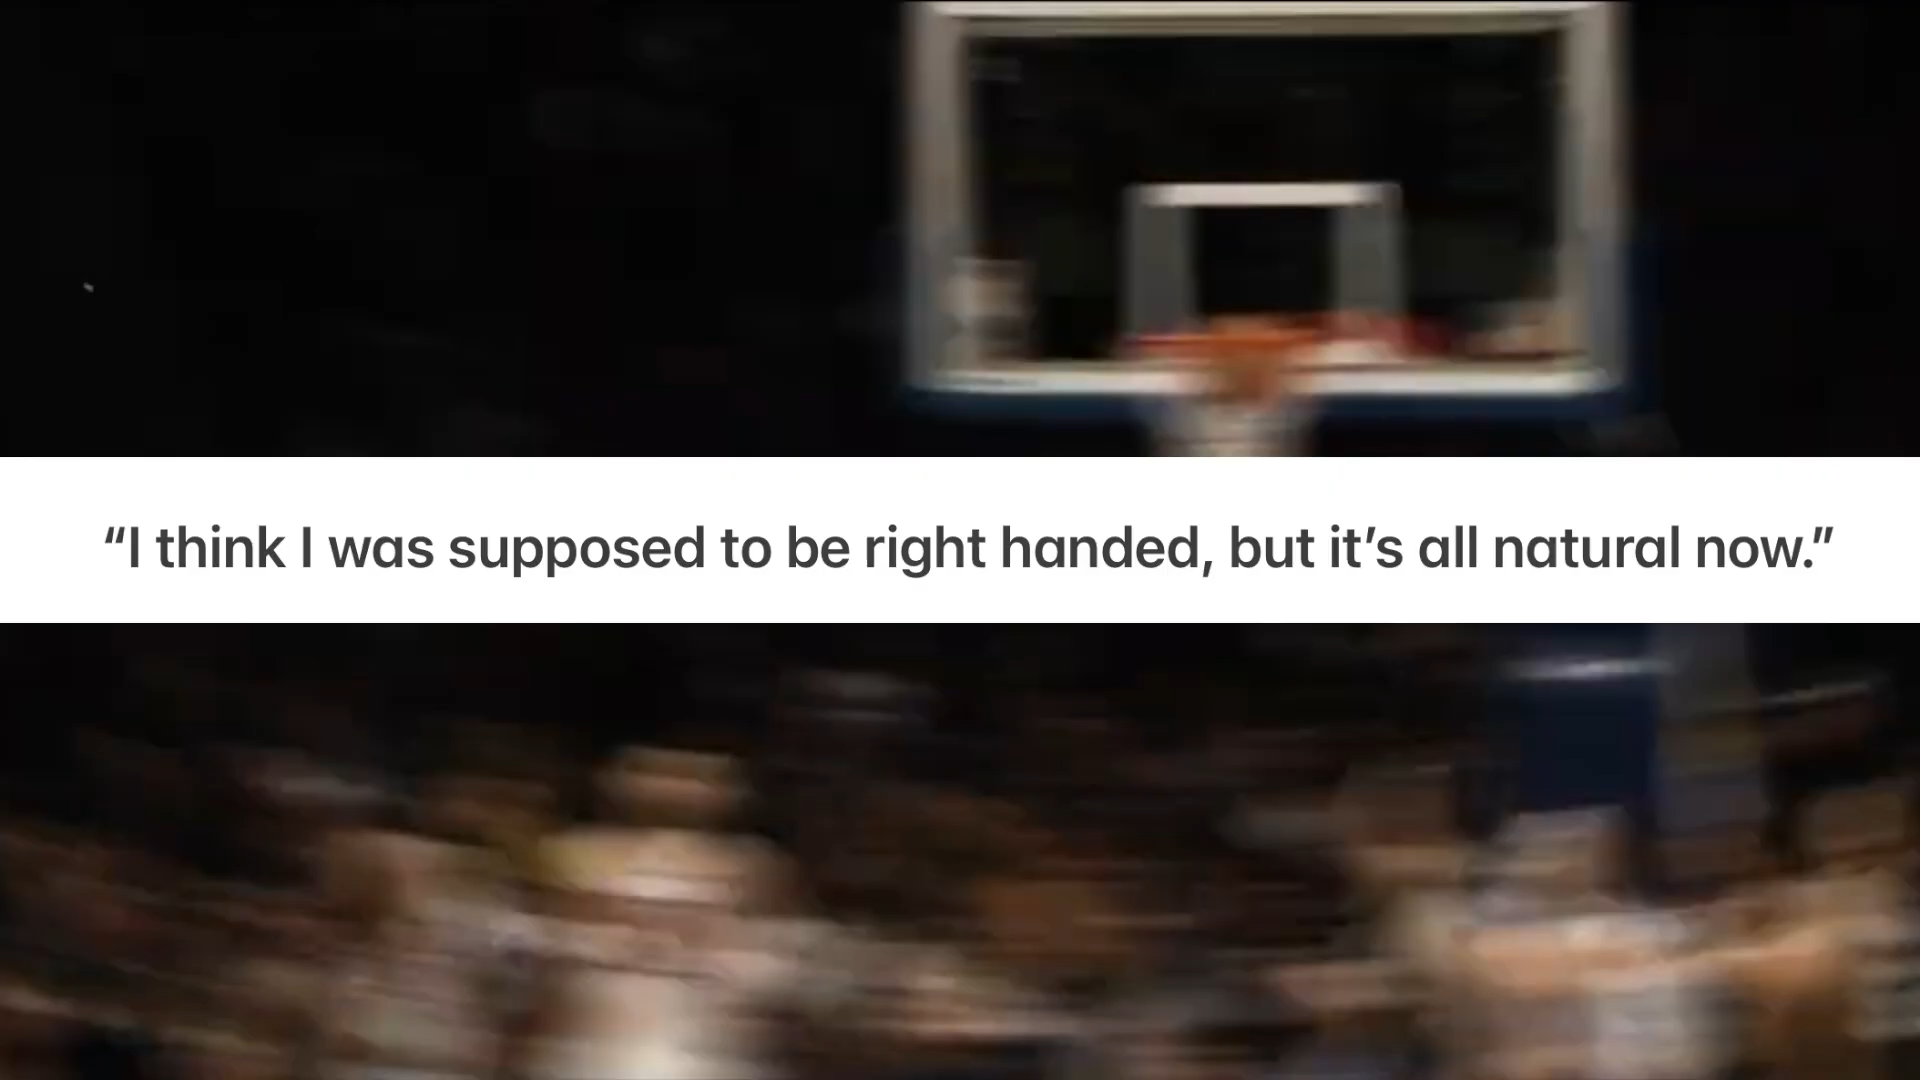 “I think I was supposed to be right handed, but it’s all natural now.”